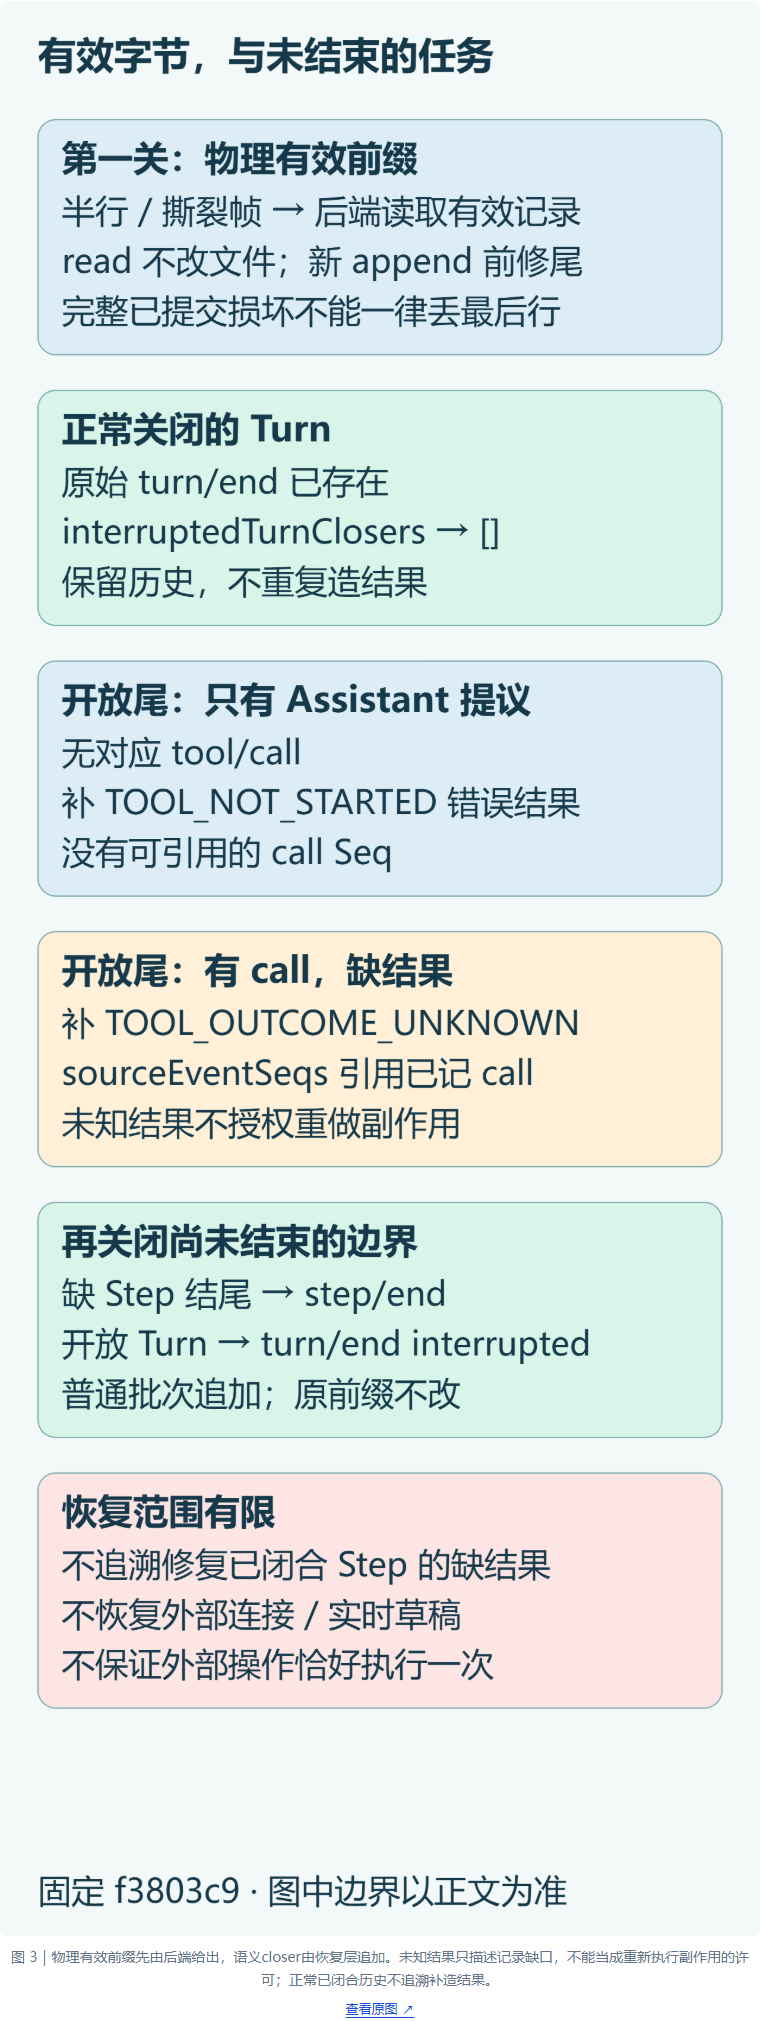 有效字节，与未结束的任务
第一关：物理有效前缀
半行 / 撕裂帧 → 后端读取有效记录
read 不改文件；新 append 前修尾
完整已提交损坏不能一律丢最后行
正常关闭的 Turn
原始 turn/end 已存在
interruptedTurnClosers → []
保留历史，不重复造结果
开放尾：只有 Assistant 提议
无对应 tool/call
补 TOOL_NOT_STARTED 错误结果
没有可引用的 call Seq
开放尾：有 call，缺结果
补 TOOL_OUTCOME_UNKNOWN
sourceEventSeqs 引用已记 call
未知结果不授权重做副作用
再关闭尚未结束的边界
缺 Step 结尾 → step/end
开放 Turn → turn/end interrupted
普通批次追加；原前缀不改
恢复范围有限
不追溯修复已闭合 Step 的缺结果
不恢复外部连接 / 实时草稿
不保证外部操作恰好执行一次
固定 f3803c9 · 图中边界以正文为准
图 3｜物理有效前缀先由后端给出，语义closer由恢复层追加。未知结果只描述记录缺口，不能当成重新执行副作用的许
可；正常已闭合历史不追溯补造结果。
查看原图 ↗